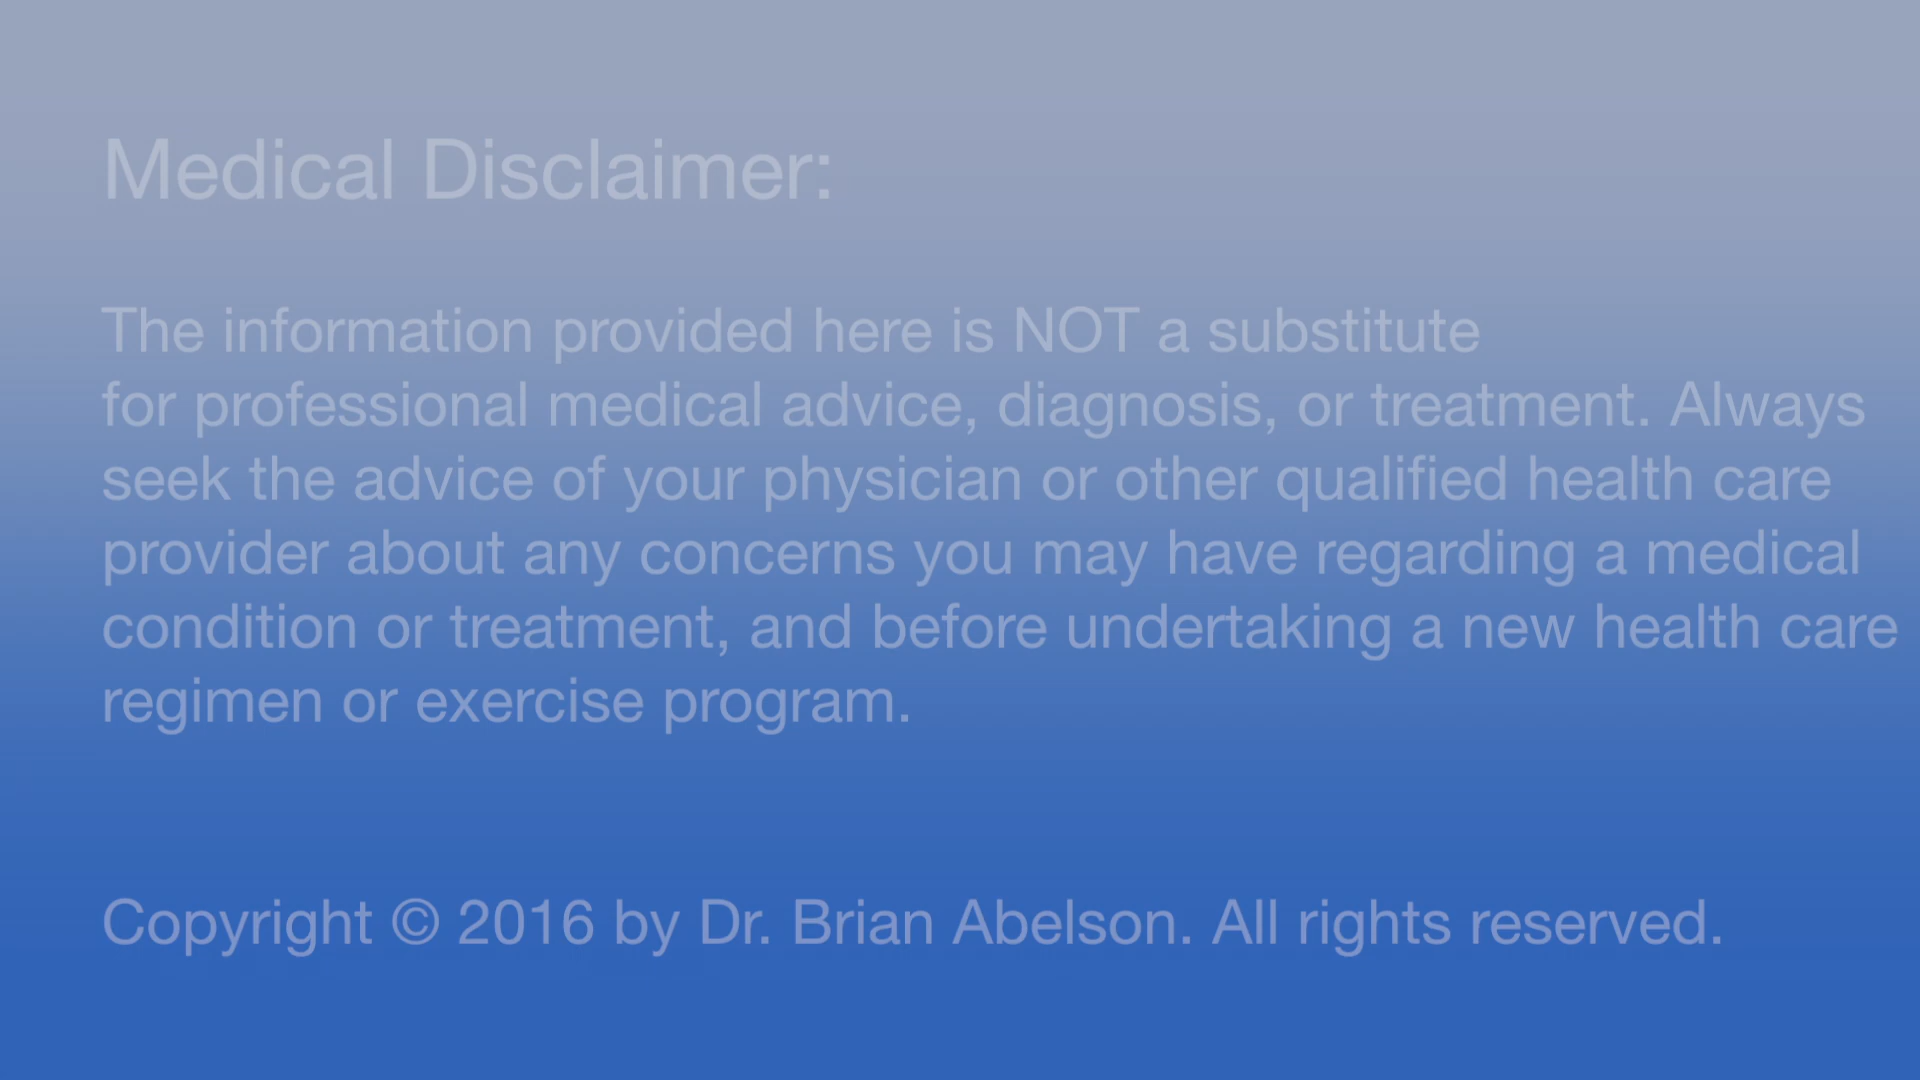 Medical Disclaimer:
The information provided here is NOT a substitute
for professional medical advice, diagnosis, or treatment. Always
seek the advice of your physician or other qualified health care
provider about any concerns you may have regarding a medical
condition or treatment, and before undertaking a new health care
regimen or exercise program.
Copyright © 2016 by Dr. Brian Abelson. All rights reserved.